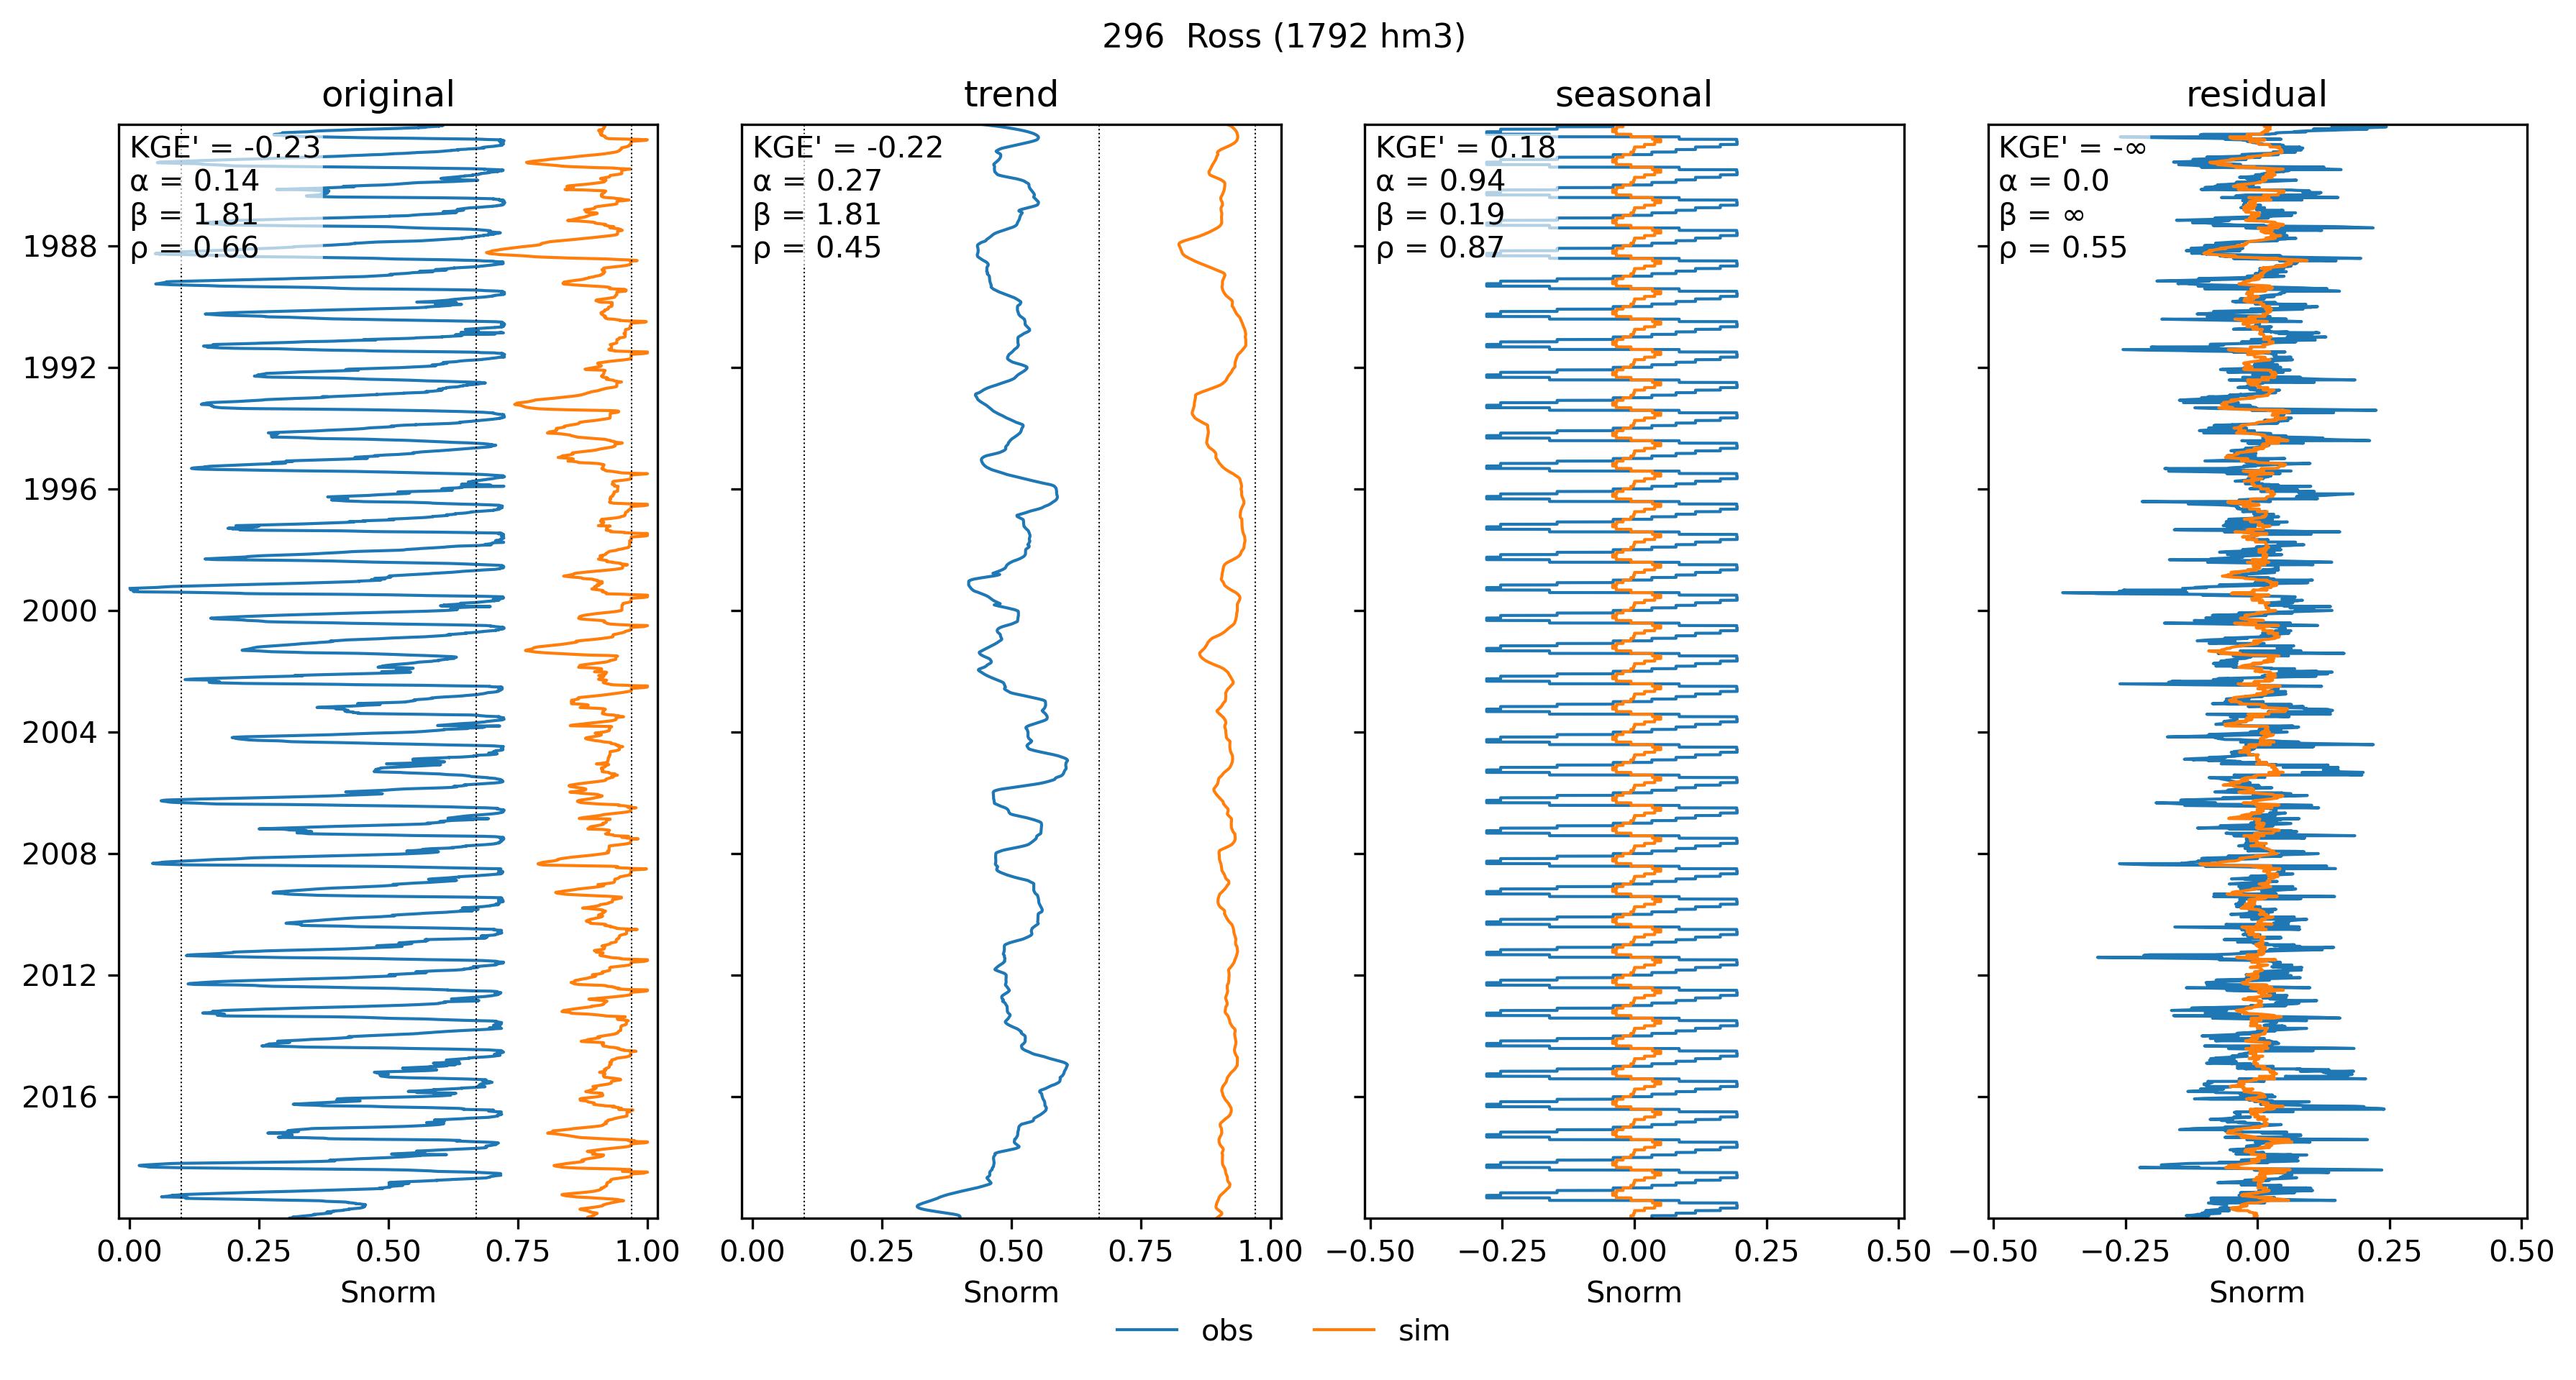 296  Ross (1792 hm3)
original
trend
seasonal
residual
KGE' = -0.23
α = 0.14
β = 1.81
ρ = 0.66
KGE' = -0.22
α = 0.27
β = 1.81
ρ = 0.45
KGE' = 0.18
α = 0.94
β = 0.19
ρ = 0.87
KGE' = -∞
α = 0.0
β = ∞
ρ = 0.55
1988
1992
1996
2000
2004
2008
2012
2016
0.00 0.25 0.50 0.75 1.00
0.00 0.25 0.50 0.75 1.00
−0.50 −0.25 0.00 0.25 0.50
−0.50 −0.25 0.00 0.25 0.50
Snorm
Snorm
Snorm
Snorm
obs
sim